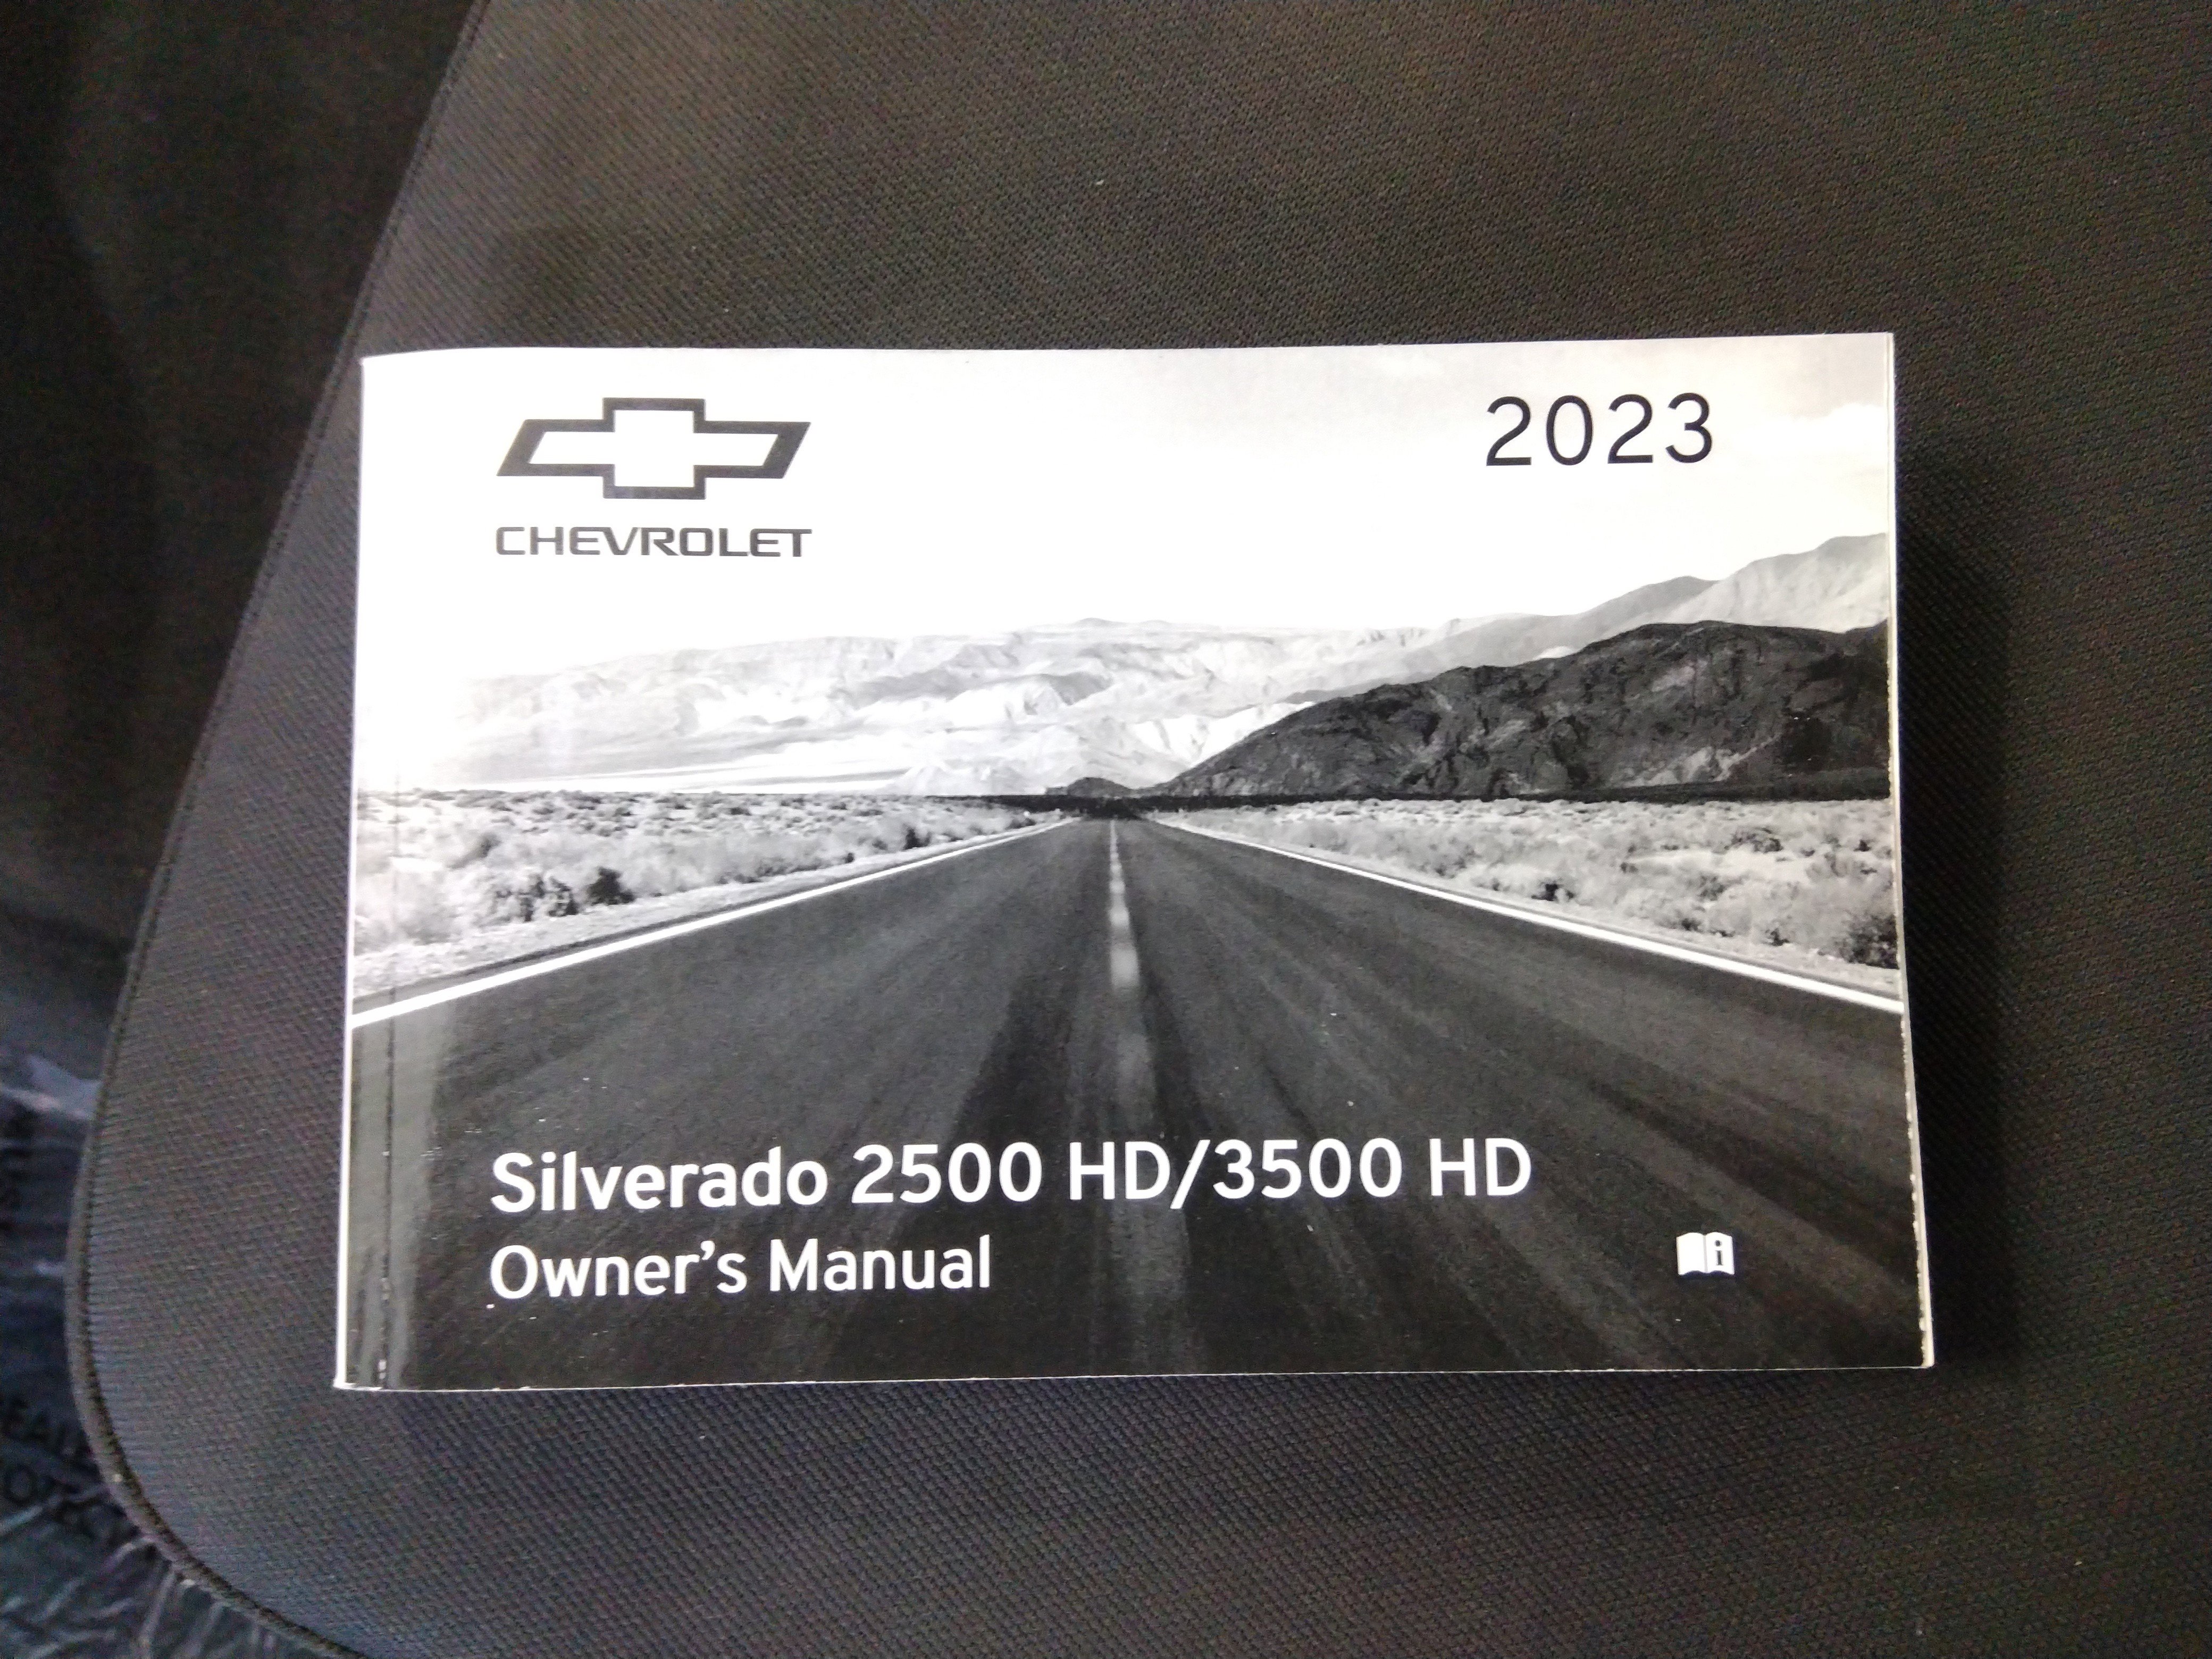 CHEVROLET
2023
Silverado 2500 HD/3500 HD
Owner's Manual